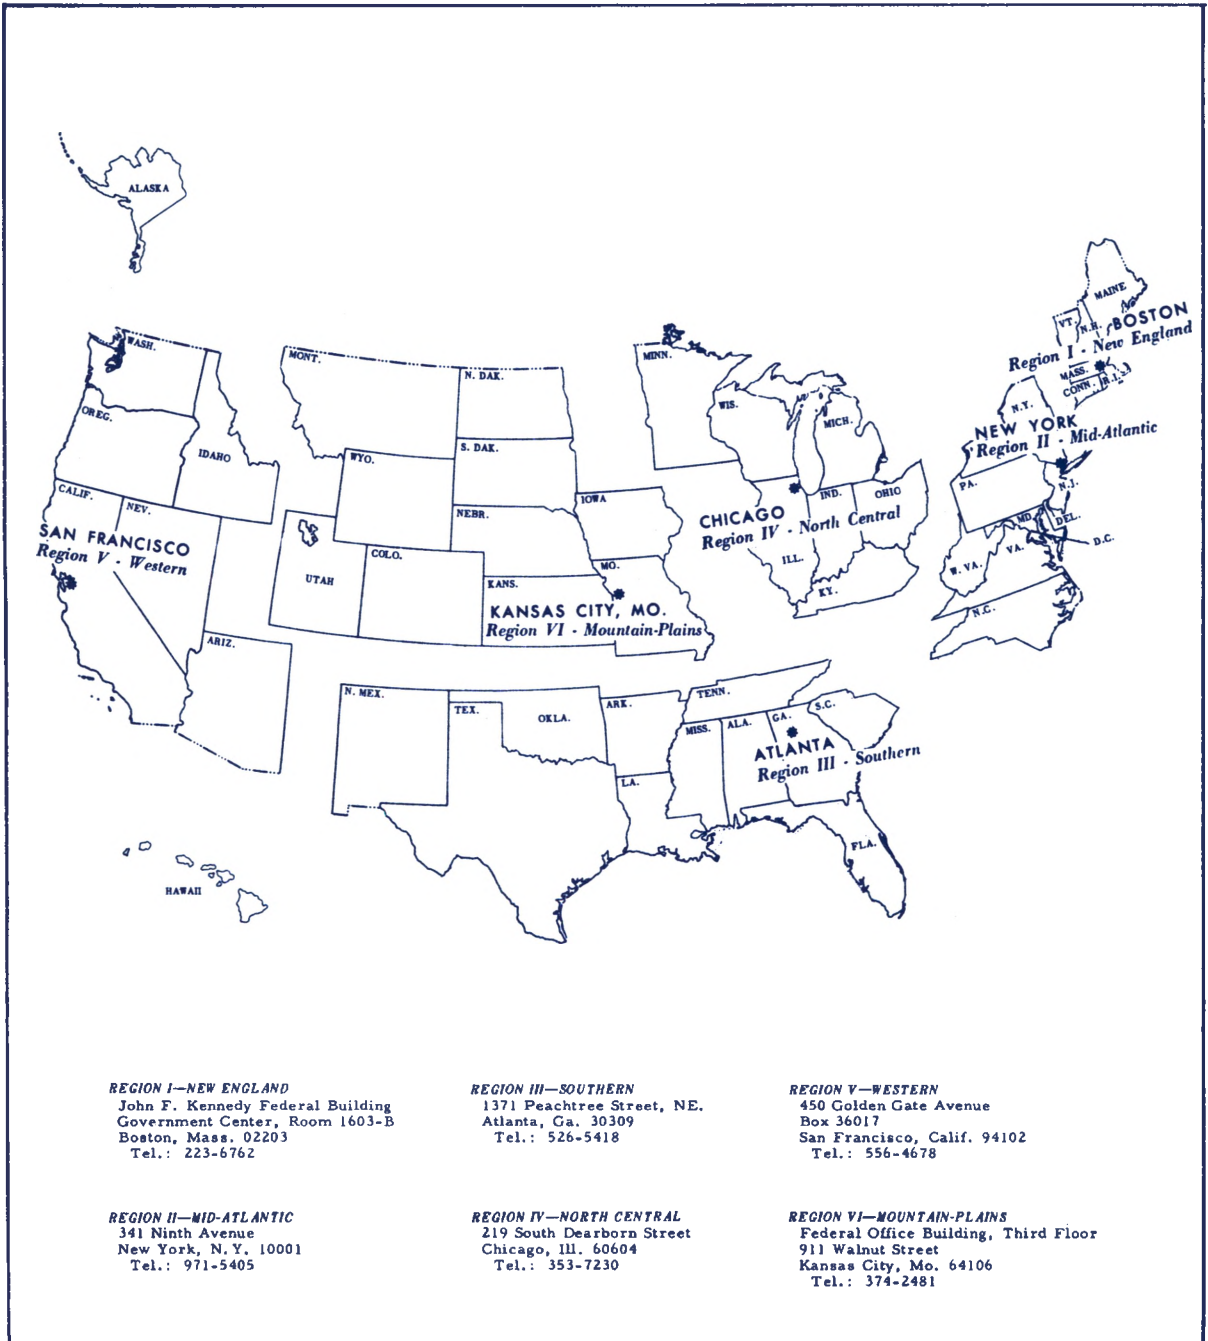 ALASKA
MAINE
VT.
N.H.
BOSTON
Region I - New England
MASS.
CONN.
R.I.
N.Y.
NEW YORK
Region II - Mid-Atlantic
PA.
N.J.
MD.
DEL.
D.C.
VA.
W. VA.
N.C.
WASH.
OREG.
IDAHO
MONT.
N. DAK.
S. DAK.
WYO.
NEBR.
CALIF.
NEV.
SAN FRANCISCO
Region V - Western
UTAH
COLO.
KANS.
IOWA
MO.
KANSAS CITY, MO.
Region VI - Mountain-Plains
MINN.
WIS.
MICH.
IND.
OHIO
CHICAGO
Region IV - North Central
ILL.
KY.
ARIZ.
N. MEX.
TEX.
OKLA.
ARK.
LA.
TENN.
MISS.
ALA.
GA.
S.C.
ATLANTA
Region III - Southern
FLA.
HAWAII
REGION I—NEW ENGLAND
John F. Kennedy Federal Building
Government Center, Room 1603-B
Boston, Mass. 02203
Tel.: 223-6762
REGION III—SOUTHERN
1371 Peachtree Street, NE.
Atlanta, Ga. 30309
Tel.: 526-5418
REGION V—WESTERN
450 Golden Gate Avenue
Box 36017
San Francisco, Calif. 94102
Tel.: 556-4678
REGION II—MID-ATLANTIC
341 Ninth Avenue
New York, N.Y. 10001
Tel.: 971-5405
REGION IV—NORTH CENTRAL
219 South Dearborn Street
Chicago, Ill. 60604
Tel.: 353-7230
REGION VI—MOUNTAIN-PLAINS
Federal Office Building, Third Floor
911 Walnut Street
Kansas City, Mo. 64106
Tel.: 374-2481